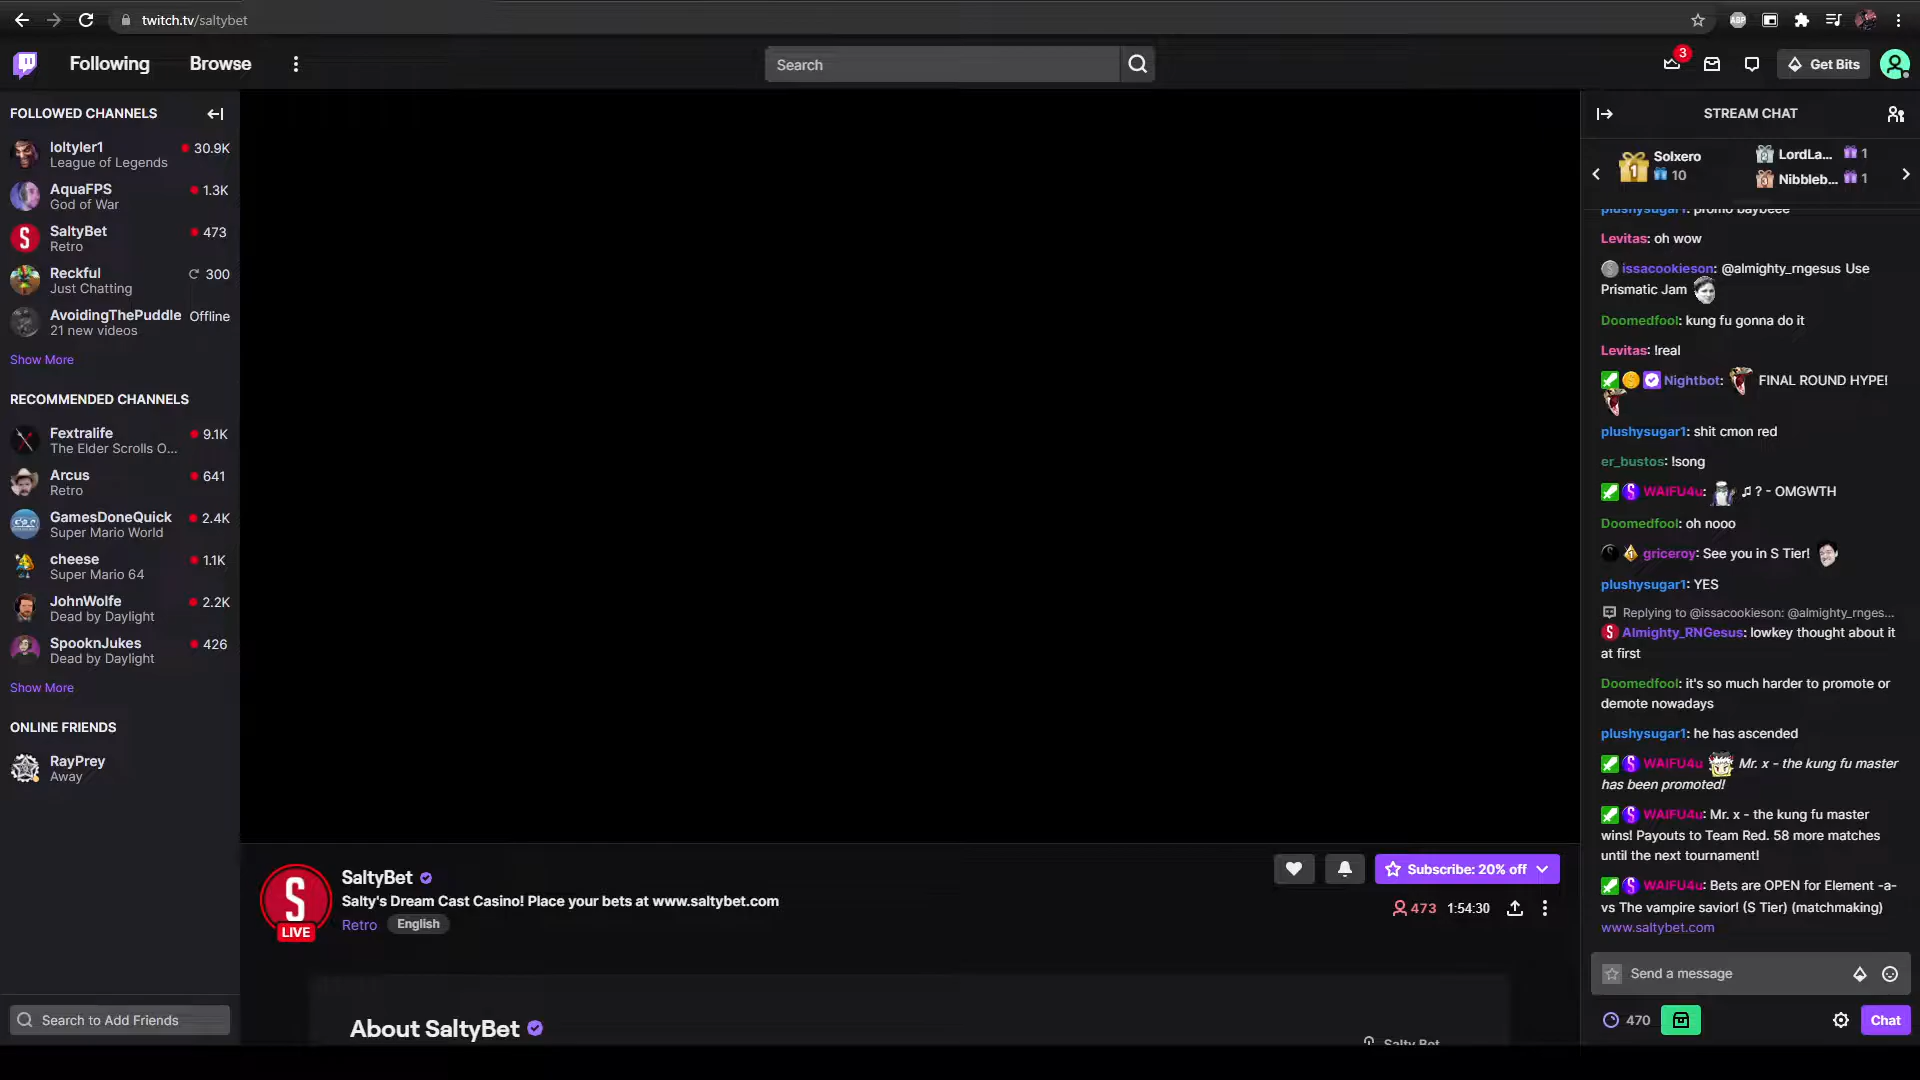 twitch.tv/saltybet
ABP
Following
Browse
Search
3
Get Bits
FOLLOWED CHANNELS
loltyler1
30.9K
League of Legends
AquaFPS
1.3K
God of War
SaltyBet
473
Retro
Reckful
300
Just Chatting
AvoidingThePuddle
Offline
21 new videos
Show More
RECOMMENDED CHANNELS
Fextralife
9.1K
The Elder Scrolls O...
Arcus
641
Retro
GamesDoneQuick
2.4K
Super Mario World
cheese
1.1K
Super Mario 64
JohnWolfe
2.2K
Dead by Daylight
SpooknJukes
426
Dead by Daylight
Show More
ONLINE FRIENDS
RayPrey
Away
Search to Add Friends
S
LIVE
SaltyBet
Salty's Dream Cast Casino! Place your bets at www.saltybet.com
Retro
English
Subscribe: 20% off
473
1:54:30
About SaltyBet
Salty Bet
STREAM CHAT
1
Solxero
10
2
LordLa...
1
3
Nibbleb...
1
plushysugar1: promo baybeee
Levitas: oh wow
issacookieson: @almighty_rngesus Use
Prismatic Jam
Doomedfool: kung fu gonna do it
Levitas: !real
Nightbot: FINAL ROUND HYPE!
plushysugar1: shit cmon red
er_bustos: !song
WAIFU4u: ♫ ? - OMGWTH
Doomedfool: oh nooo
griceroy: See you in S Tier!
plushysugar1: YES
Replying to @issacookieson: @almighty_rnges...
Almighty_RNGesus: lowkey thought about it
at first
Doomedfool: it's so much harder to promote or
demote nowadays
plushysugar1: he has ascended
WAIFU4u Mr. x - the kung fu master
has been promoted!
WAIFU4u: Mr. x - the kung fu master
wins! Payouts to Team Red. 58 more matches
until the next tournament!
WAIFU4u: Bets are OPEN for Element -a-
vs The vampire savior! (S Tier) (matchmaking)
www.saltybet.com
Send a message
470
Chat